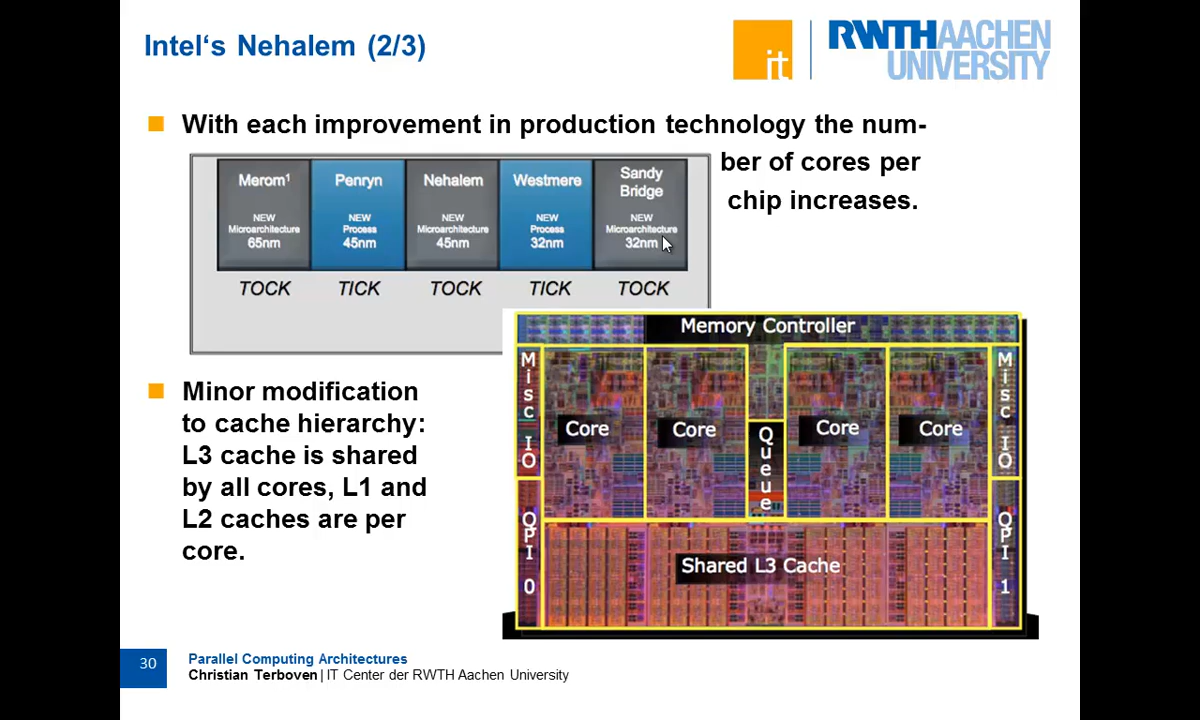 Intel‘s Nehalem (2/3)
it
RWTHAACHEN
UNIVERSITY
With each improvement in production technology the num-
ber of cores per
chip increases.
Merom¹
NEW
Microarchitecture
65nm
TOCK
Penryn
NEW
Process
45nm
TICK
Nehalem
NEW
Microarchitecture
45nm
TOCK
Westmere
NEW
Process
32nm
TICK
Sandy
Bridge
NEW
Microarchitecture
32nm
TOCK
Minor modification
to cache hierarchy:
L3 cache is shared
by all cores, L1 and
L2 caches are per
core.
Memory Controller
Misc IO
Core
Core
Queue
Core
Core
Misc IO
QPI 0
Shared L3 Cache
QPI 1
30
Parallel Computing Architectures
Christian Terboven | IT Center der RWTH Aachen University